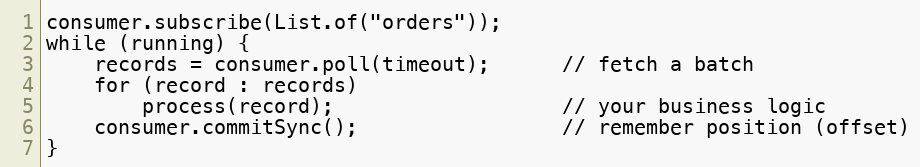 1 consumer.subscribe(List.of("orders"));
2 while (running) {
3     records = consumer.poll(timeout);      // fetch a batch
4     for (record : records)
5         process(record);                   // your business logic
6     consumer.commitSync();                 // remember position (offset)
7 }